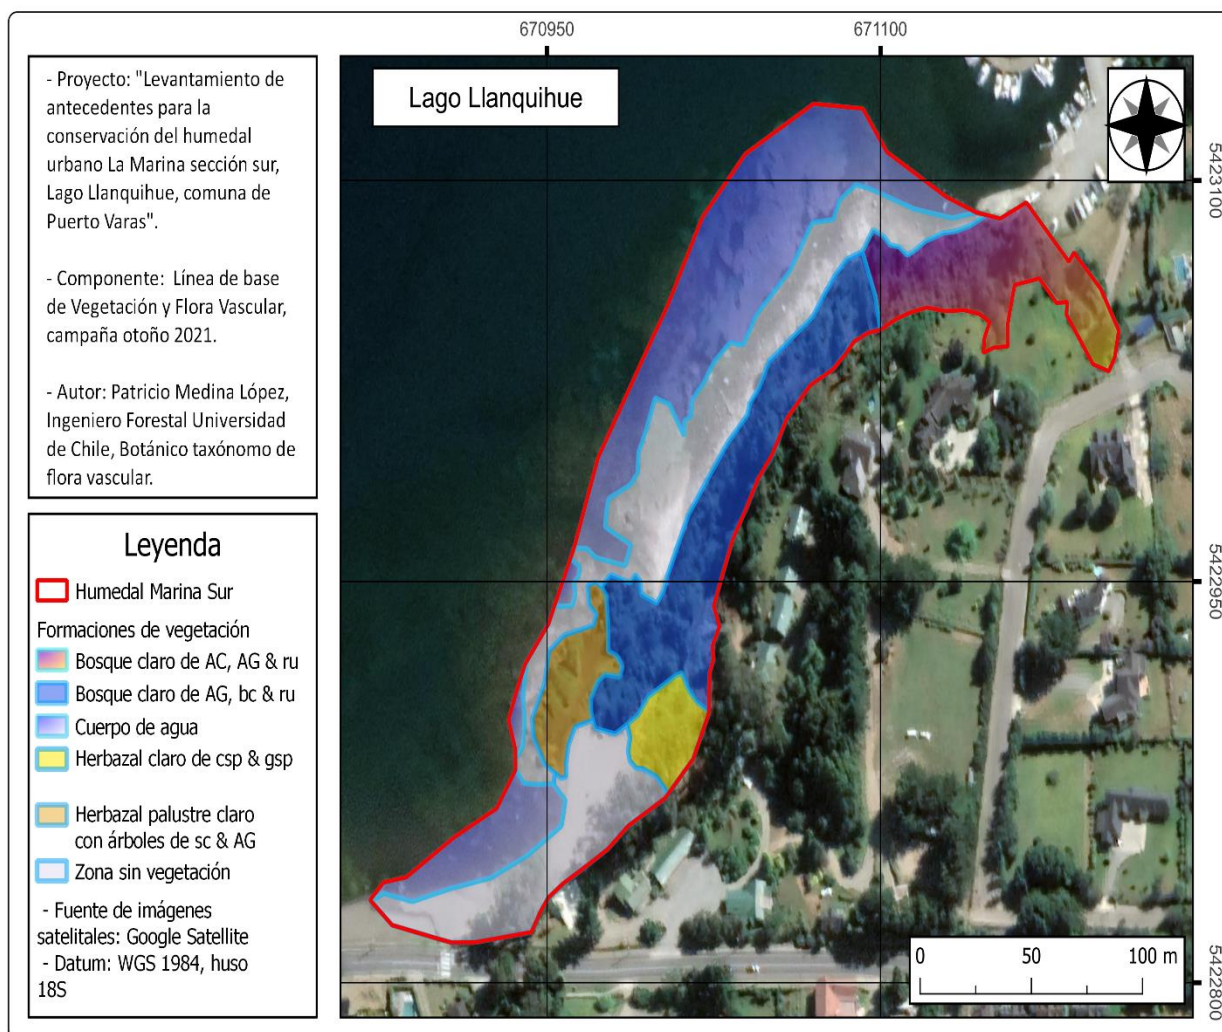 - Proyecto: "Levantamiento de
antecedentes para la
conservación del humedal
urbano La Marina sección sur,
Lago Llanquihue, comuna de
Puerto Varas".
- Componente: Línea de base
de Vegetación y Flora Vascular,
campaña otoño 2021.
- Autor: Patricio Medina López,
Ingeniero Forestal Universidad
de Chile, Botánico taxónomo de
flora vascular.
Leyenda
Humedal Marina Sur
Formaciones de vegetación
Bosque claro de AC, AG & ru
Bosque claro de AG, bc & ru
Cuerpo de agua
Herbazal claro de csp & gsp
Herbazal palustre claro
con árboles de sc & AG
Zona sin vegetación
- Fuente de imágenes
satelitales: Google Satellite
- Datum: WGS 1984, huso
18S
670950
671100
Lago Llanquihue
5423100
5422950
5422800
0 50 100 m